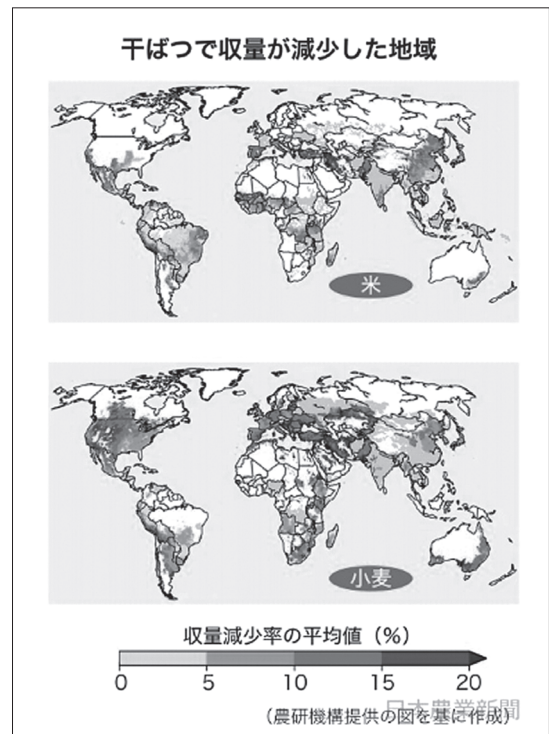 干ばつで収量が減少した地域
米
小麦
収量減少率の平均値（%）
0 5 10 15 20
（農研機構提供の図を基に作成）
日本農業新聞